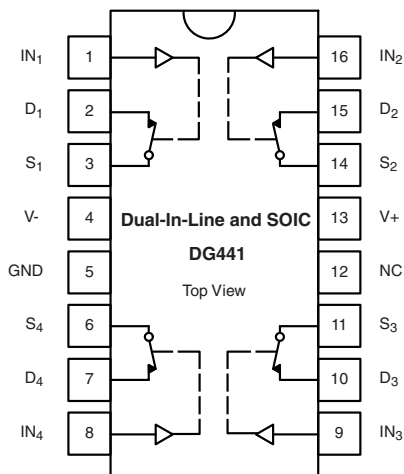 IN1 1 16 IN2
D1 2 15 D2
S1 3 14 S2
V- 4 13 V+
Dual-In-Line and SOIC
GND 5 12 NC
DG441
Top View
S4 6 11 S3
D4 7 10 D3
IN4 8 9 IN3